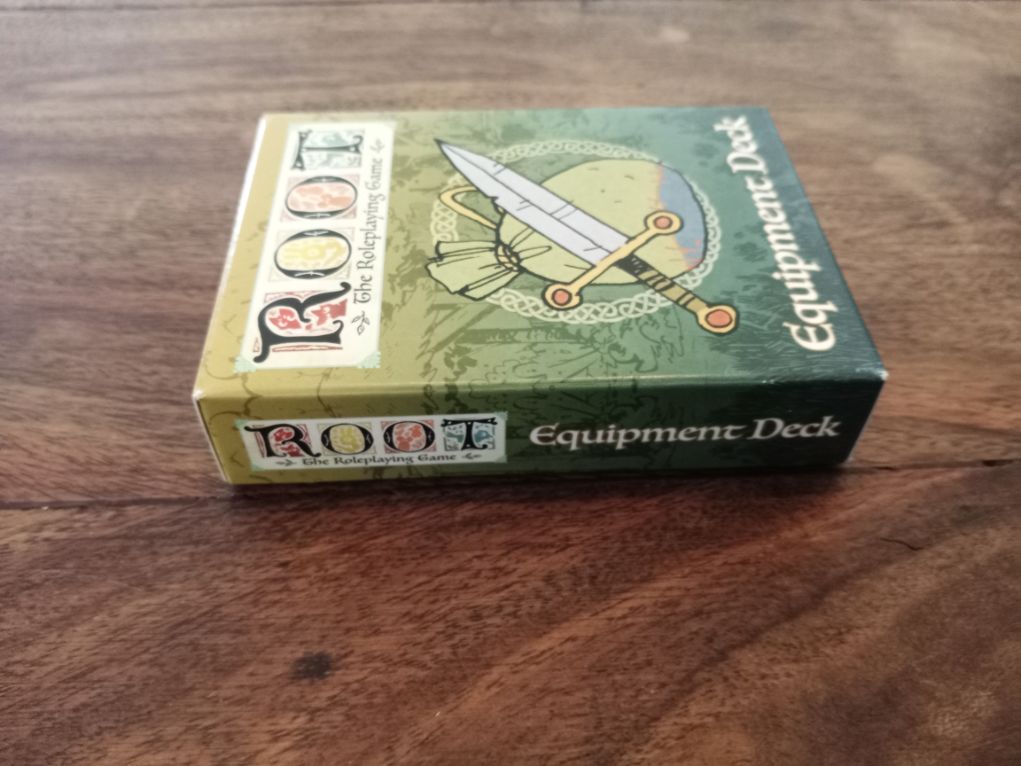 ROOT
The Roleplaying Game
Equipment Deck
ROOT
The Roleplaying Game
Equipment Deck